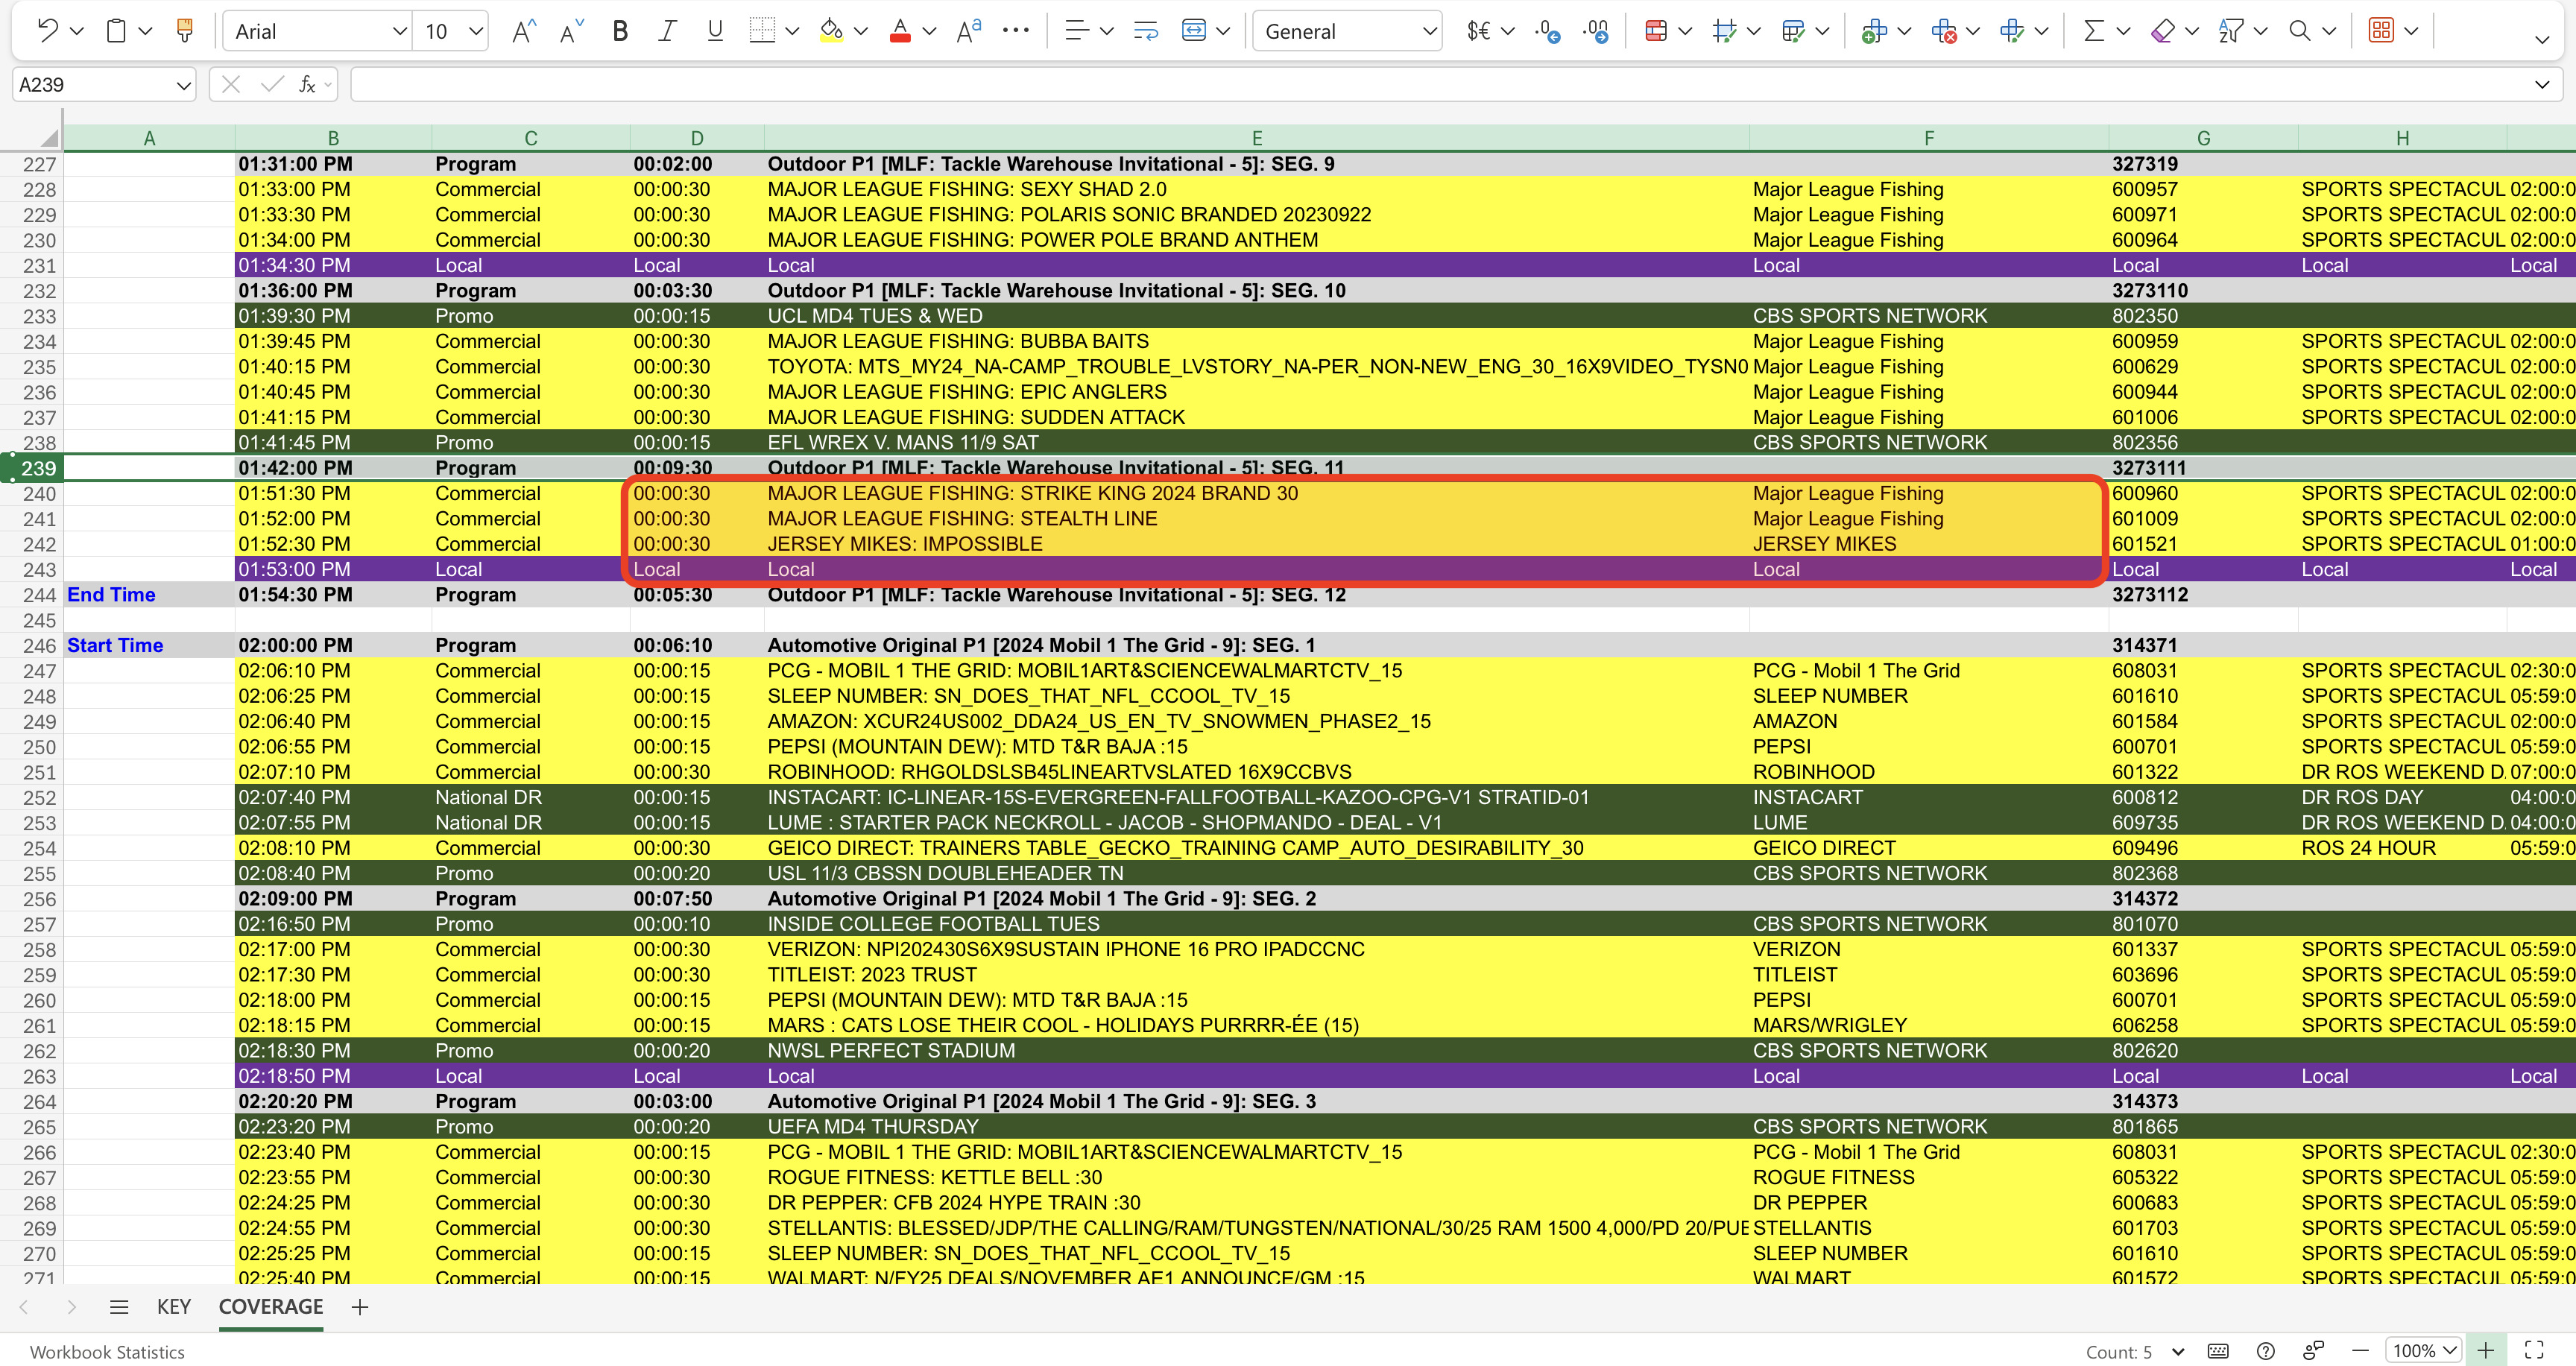 Arial 10 General $€
A239 fx
A B C D E F G H
227 01:31:00 PM Program 00:02:00 Outdoor P1 [MLF: Tackle Warehouse Invitational - 5]: SEG. 9 327319
228 01:33:00 PM Commercial 00:00:30 MAJOR LEAGUE FISHING: SEXY SHAD 2.0 Major League Fishing 600957 SPORTS SPECTACUL 02:00:0
229 01:33:30 PM Commercial 00:00:30 MAJOR LEAGUE FISHING: POLARIS SONIC BRANDED 20230922 Major League Fishing 600971 SPORTS SPECTACUL 02:00:0
230 01:34:00 PM Commercial 00:00:30 MAJOR LEAGUE FISHING: POWER POLE BRAND ANTHEM Major League Fishing 600964 SPORTS SPECTACUL 02:00:0
231 01:34:30 PM Local Local Local Local Local Local Local
232 01:36:00 PM Program 00:03:30 Outdoor P1 [MLF: Tackle Warehouse Invitational - 5]: SEG. 10 3273110
233 01:39:30 PM Promo 00:00:15 UCL MD4 TUES & WED CBS SPORTS NETWORK 802350
234 01:39:45 PM Commercial 00:00:30 MAJOR LEAGUE FISHING: BUBBA BAITS Major League Fishing 600959 SPORTS SPECTACUL 02:00:0
235 01:40:15 PM Commercial 00:00:30 TOYOTA: MTS_MY24_NA-CAMP_TROUBLE_LVSTORY_NA-PER_NON-NEW_ENG_30_16X9VIDEO_TYSN0 Major League Fishing 600629 SPORTS SPECTACUL 02:00:0
236 01:40:45 PM Commercial 00:00:30 MAJOR LEAGUE FISHING: EPIC ANGLERS Major League Fishing 600944 SPORTS SPECTACUL 02:00:0
237 01:41:15 PM Commercial 00:00:30 MAJOR LEAGUE FISHING: SUDDEN ATTACK Major League Fishing 601006 SPORTS SPECTACUL 02:00:0
238 01:41:45 PM Promo 00:00:15 EFL WREX V. MANS 11/9 SAT CBS SPORTS NETWORK 802356
239 01:42:00 PM Program 00:09:30 Outdoor P1 [MLF: Tackle Warehouse Invitational - 5]: SEG. 11 3273111
240 01:51:30 PM Commercial 00:00:30 MAJOR LEAGUE FISHING: STRIKE KING 2024 BRAND 30 Major League Fishing 600960 SPORTS SPECTACUL 02:00:0
241 01:52:00 PM Commercial 00:00:30 MAJOR LEAGUE FISHING: STEALTH LINE Major League Fishing 601009 SPORTS SPECTACUL 02:00:0
242 01:52:30 PM Commercial 00:00:30 JERSEY MIKES: IMPOSSIBLE JERSEY MIKES 601521 SPORTS SPECTACUL 01:00:0
243 01:53:00 PM Local Local Local Local Local Local Local
244 End Time 01:54:30 PM Program 00:05:30 Outdoor P1 [MLF: Tackle Warehouse Invitational - 5]: SEG. 12 3273112
245
246 Start Time 02:00:00 PM Program 00:06:10 Automotive Original P1 [2024 Mobil 1 The Grid - 9]: SEG. 1 314371
247 02:06:10 PM Commercial 00:00:15 PCG - MOBIL 1 THE GRID: MOBIL1ART&SCIENCEWALMARTCTV_15 PCG - Mobil 1 The Grid 608031 SPORTS SPECTACUL 02:30:0
248 02:06:25 PM Commercial 00:00:15 SLEEP NUMBER: SN_DOES_THAT_NFL_CCOOL_TV_15 SLEEP NUMBER 601610 SPORTS SPECTACUL 05:59:0
249 02:06:40 PM Commercial 00:00:15 AMAZON: XCUR24US002_DDA24_US_EN_TV_SNOWMEN_PHASE2_15 AMAZON 601584 SPORTS SPECTACUL 02:00:0
250 02:06:55 PM Commercial 00:00:15 PEPSI (MOUNTAIN DEW): MTD T&R BAJA :15 PEPSI 600701 SPORTS SPECTACUL 05:59:0
251 02:07:10 PM Commercial 00:00:30 ROBINHOOD: RHGOLDSLSB45LINEARTVSLATED 16X9CCBVS ROBINHOOD 601322 DR ROS WEEKEND D. 07:00:0
252 02:07:40 PM National DR 00:00:15 INSTACART: IC-LINEAR-15S-EVERGREEN-FALLFOOTBALL-KAZOO-CPG-V1 STRATID-01 INSTACART 600812 DR ROS DAY 04:00:0
253 02:07:55 PM National DR 00:00:15 LUME : STARTER PACK NECKROLL - JACOB - SHOPMANDO - DEAL - V1 LUME 609735 DR ROS WEEKEND D. 04:00:0
254 02:08:10 PM Commercial 00:00:30 GEICO DIRECT: TRAINERS TABLE_GECKO_TRAINING CAMP_AUTO_DESIRABILITY_30 GEICO DIRECT 609496 ROS 24 HOUR 05:59:0
255 02:08:40 PM Promo 00:00:20 USL 11/3 CBSSN DOUBLEHEADER TN CBS SPORTS NETWORK 802368
256 02:09:00 PM Program 00:07:50 Automotive Original P1 [2024 Mobil 1 The Grid - 9]: SEG. 2 314372
257 02:16:50 PM Promo 00:00:10 INSIDE COLLEGE FOOTBALL TUES CBS SPORTS NETWORK 801070
258 02:17:00 PM Commercial 00:00:30 VERIZON: NPI202430S6X9SUSTAIN IPHONE 16 PRO IPADCCNC VERIZON 601337 SPORTS SPECTACUL 05:59:0
259 02:17:30 PM Commercial 00:00:30 TITLEIST: 2023 TRUST TITLEIST 603696 SPORTS SPECTACUL 05:59:0
260 02:18:00 PM Commercial 00:00:15 PEPSI (MOUNTAIN DEW): MTD T&R BAJA :15 PEPSI 600701 SPORTS SPECTACUL 05:59:0
261 02:18:15 PM Commercial 00:00:15 MARS : CATS LOSE THEIR COOL - HOLIDAYS PURRRR-ÉE (15) MARS/WRIGLEY 606258 SPORTS SPECTACUL 05:59:0
262 02:18:30 PM Promo 00:00:20 NWSL PERFECT STADIUM CBS SPORTS NETWORK 802620
263 02:18:50 PM Local Local Local Local Local Local Local
264 02:20:20 PM Program 00:03:00 Automotive Original P1 [2024 Mobil 1 The Grid - 9]: SEG. 3 314373
265 02:23:20 PM Promo 00:00:20 UEFA MD4 THURSDAY CBS SPORTS NETWORK 801865
266 02:23:40 PM Commercial 00:00:15 PCG - MOBIL 1 THE GRID: MOBIL1ART&SCIENCEWALMARTCTV_15 PCG - Mobil 1 The Grid 608031 SPORTS SPECTACUL 02:30:0
267 02:23:55 PM Commercial 00:00:30 ROGUE FITNESS: KETTLE BELL :30 ROGUE FITNESS 605322 SPORTS SPECTACUL 05:59:0
268 02:24:25 PM Commercial 00:00:30 DR PEPPER: CFB 2024 HYPE TRAIN :30 DR PEPPER 600683 SPORTS SPECTACUL 05:59:0
269 02:24:55 PM Commercial 00:00:30 STELLANTIS: BLESSED/JDP/THE CALLING/RAM/TUNGSTEN/NATIONAL/30/25 RAM 1500 4,000/PD 20/PUE STELLANTIS 601703 SPORTS SPECTACUL 05:59:0
270 02:25:25 PM Commercial 00:00:15 SLEEP NUMBER: SN_DOES_THAT_NFL_CCOOL_TV_15 SLEEP NUMBER 601610 SPORTS SPECTACUL 05:59:0
271 02:25:40 PM Commercial 00:00:15 WALMART: N/FY25 DEALS/NOVEMBER AE1 ANNOUNCE/GM :15 WALMART 601572 SPORTS SPECTACUL 05:59:0
KEY COVERAGE
Workbook Statistics Count: 5 100%